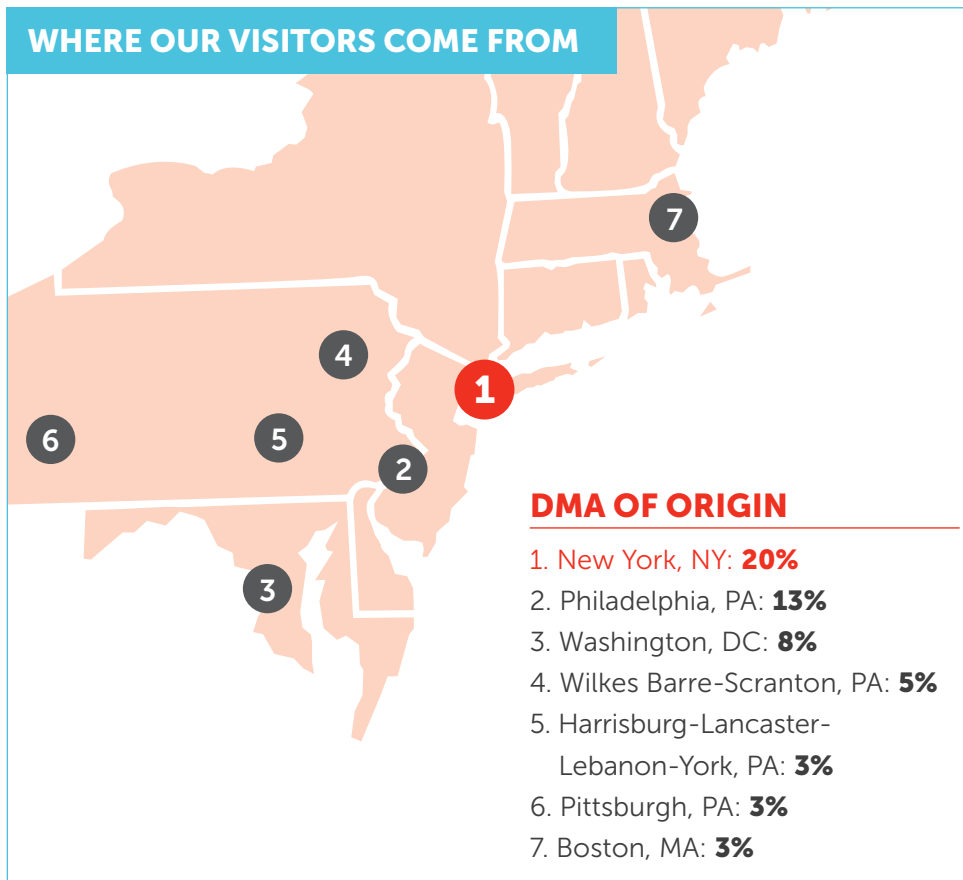 WHERE OUR VISITORS COME FROM
7
4
1
6
5
2
3
DMA OF ORIGIN
1. New York, NY: 20%
2. Philadelphia, PA: 13%
3. Washington, DC: 8%
4. Wilkes Barre-Scranton, PA: 5%
5. Harrisburg-Lancaster-
Lebanon-York, PA: 3%
6. Pittsburgh, PA: 3%
7. Boston, MA: 3%